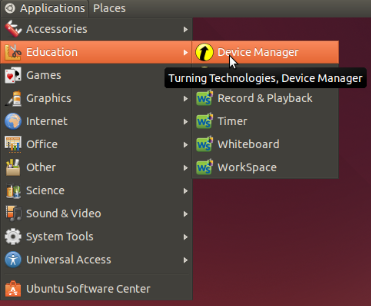 Applications Places
Accessories
Education
Games
Graphics
Internet
Office
Other
Science
Sound & Video
System Tools
Universal Access
Ubuntu Software Center
Device Manager
Turning Technologies, Device Manager
Record & Playback
Timer
Whiteboard
WorkSpace